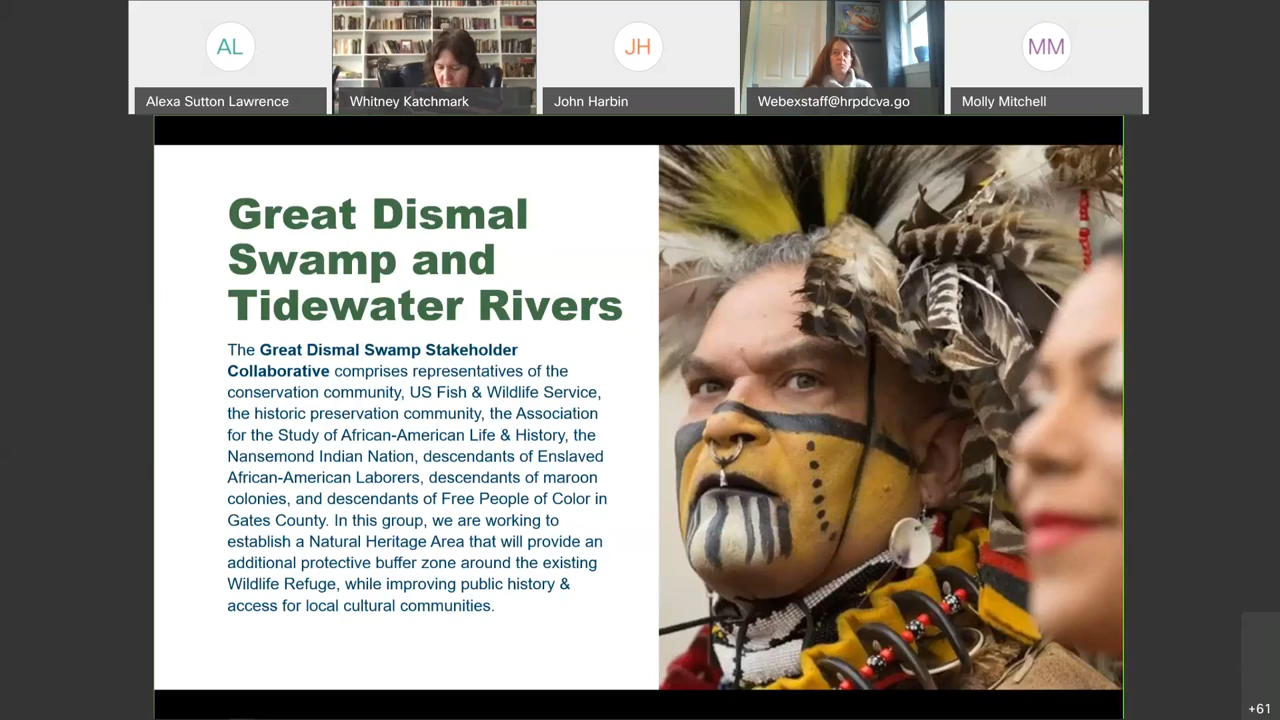 AL
JH
MM
Alexa Sutton Lawrence
Whitney Katchmark
John Harbin
Webexstaff@hrpdcva.go
Molly Mitchell
Great Dismal
Swamp and
Tidewater Rivers
The Great Dismal Swamp Stakeholder
Collaborative comprises representatives of the
conservation community, US Fish & Wildlife Service,
the historic preservation community, the Association
for the Study of African-American Life & History, the
Nansemond Indian Nation, descendants of Enslaved
African-American Laborers, descendants of maroon
colonies, and descendants of Free People of Color in
Gates County. In this group, we are working to
establish a Natural Heritage Area that will provide an
additional protective buffer zone around the existing
Wildlife Refuge, while improving public history &
access for local cultural communities.
+61